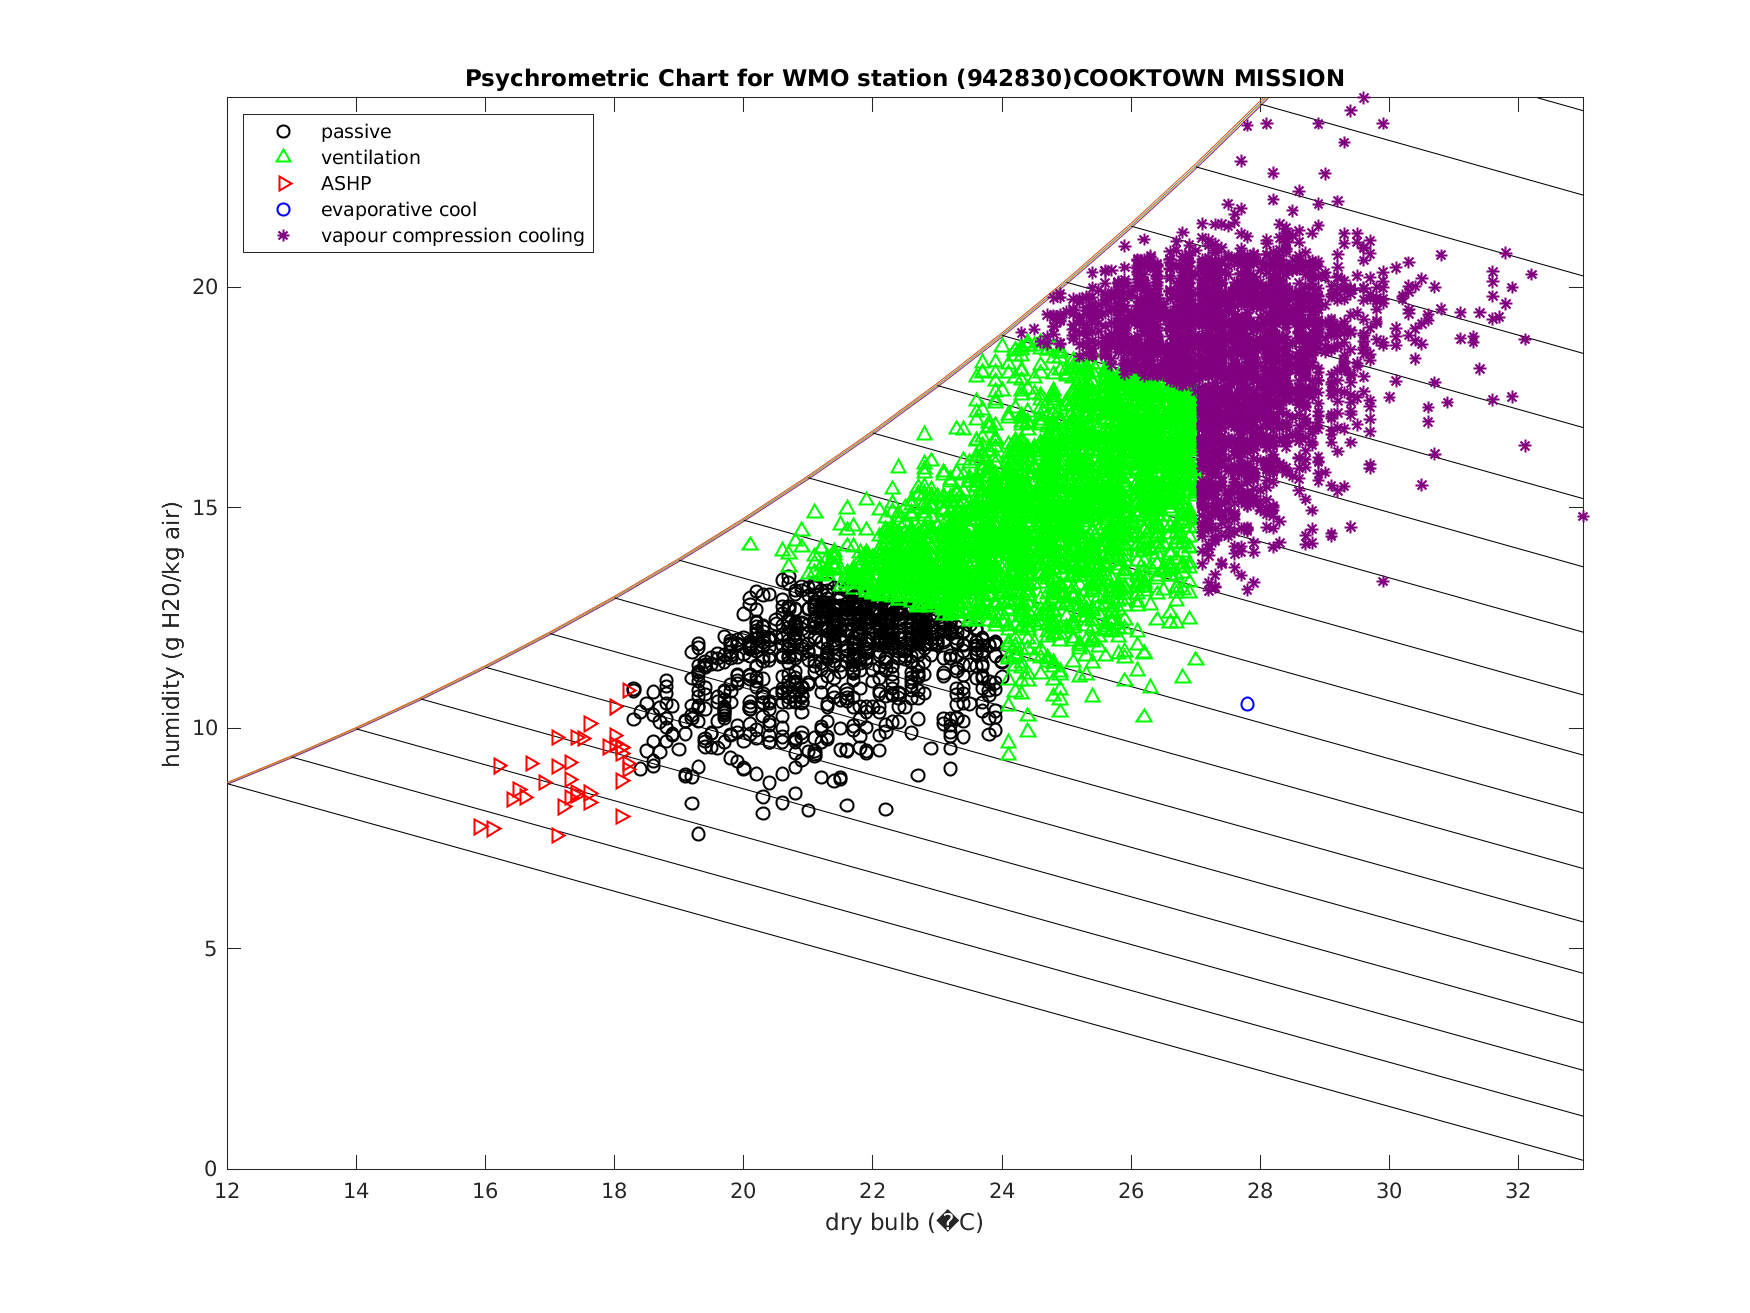 Psychrometric Chart for WMO station (942830)COOKTOWN MISSION
passive
ventilation
ASHP
evaporative cool
vapour compression cooling
humidity (g H20/kg air)
20
15
10
5
0
12 14 16 18 20 22 24 26 28 30 32
dry bulb (�C)